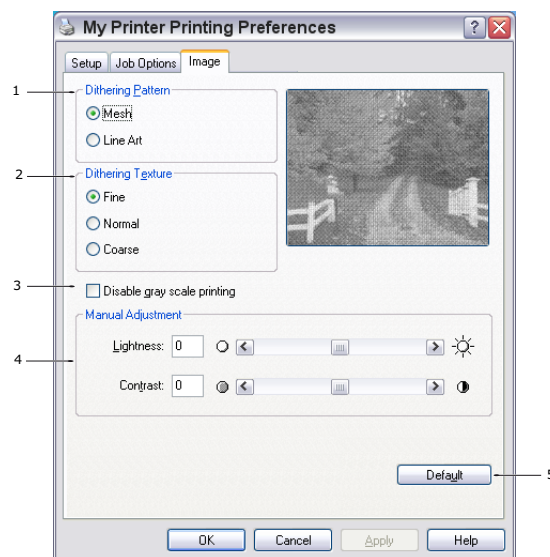 My Printer Printing Preferences
Setup Job Options Image
1 Dithering Pattern
Mesh
Line Art
2 Dithering Texture
Fine
Normal
Coarse
3 Disable gray scale printing
Manual Adjustment
Lightness: 0
4
Contrast: 0
Default 5
OK Cancel Apply Help